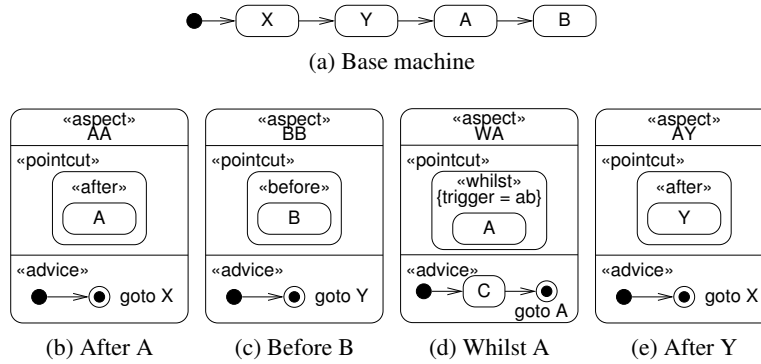 X Y A B
(a) Base machine
«aspect»
AA
«pointcut»
«after»
A
«advice»
goto X
(b) After A
«aspect»
BB
«pointcut»
«before»
B
«advice»
goto Y
(c) Before B
«aspect»
WA
«pointcut»
«whilst»
{trigger = ab}
A
«advice»
C
goto A
(d) Whilst A
«aspect»
AY
«pointcut»
«after»
Y
«advice»
goto X
(e) After Y